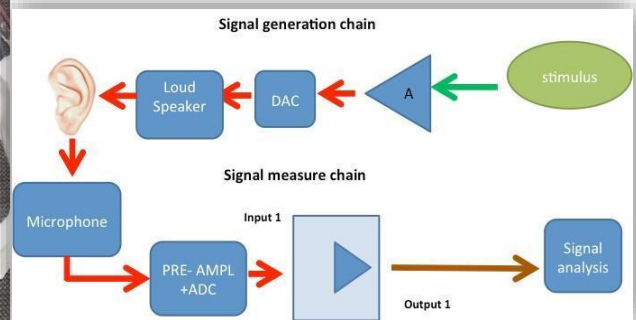 Signal generation chain
stimulus
A
DAC
Loud
Speaker
Signal measure chain
Microphone
Input 1
PRE- AMPL
+ADC
Output 1
Signal
analysis